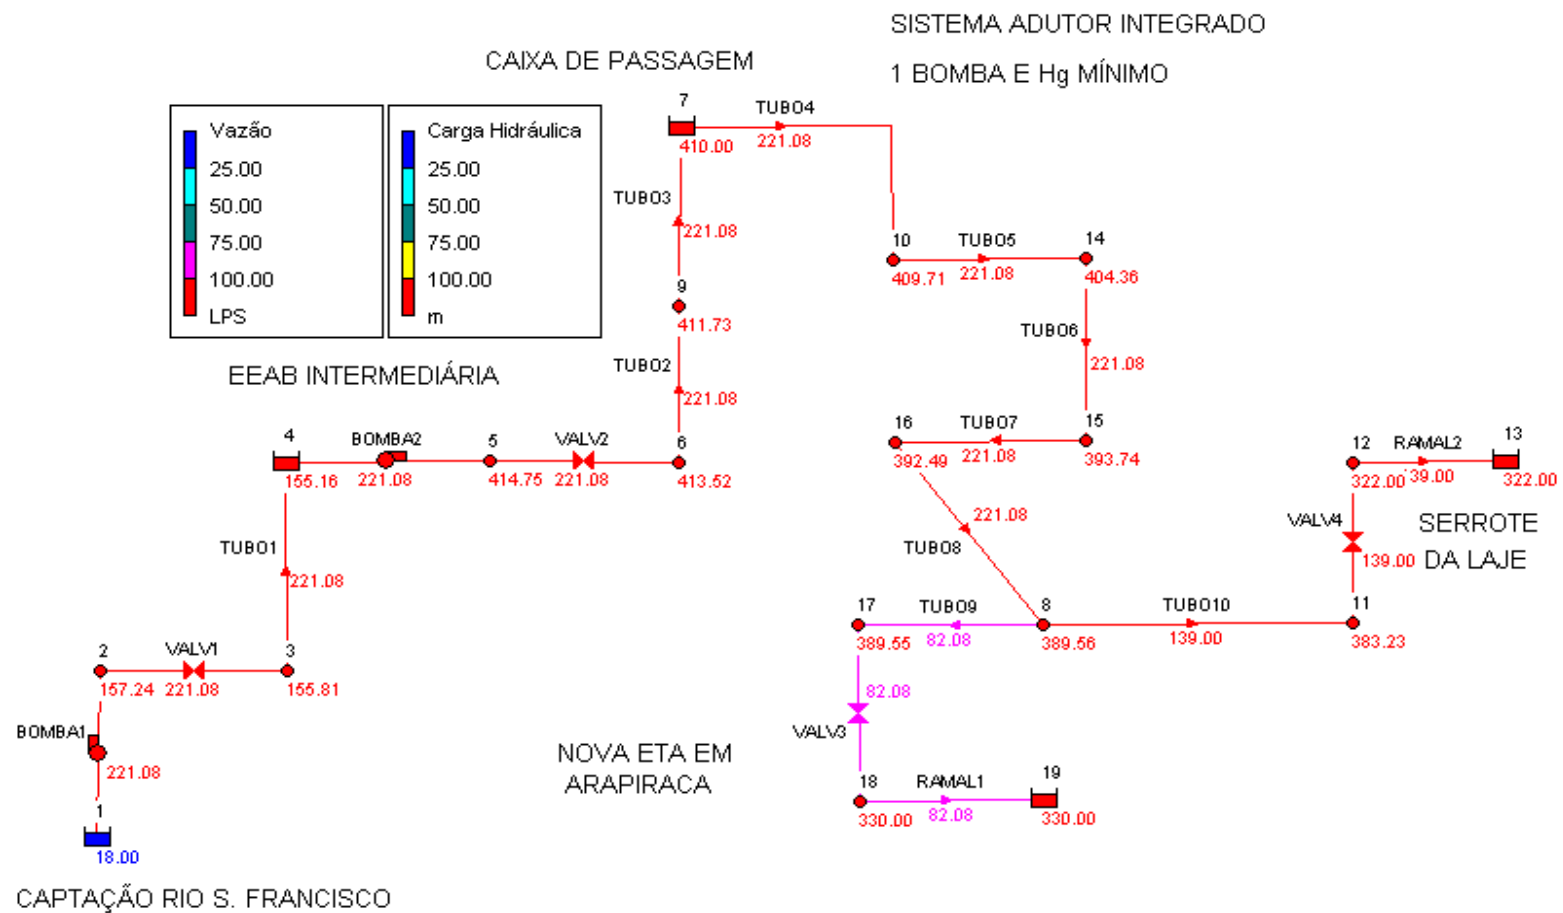 SISTEMA ADUTOR INTEGRADO
1 BOMBA E Hg MÍNIMO
CAIXA DE PASSAGEM
Vazão
25.00
50.00
75.00
100.00
LPS
Carga Hidráulica
25.00
50.00
75.00
100.00
m
7
410.00
TUBO4
221.08
TUBO3
221.08
9
411.73
TUBO2
221.08
10
409.71
TUBO5
221.08
14
404.36
TUBO6
221.08
EEAB INTERMEDIÁRIA
4
155.16
BOMBA2
221.08
5
414.75
VALV2
221.08
6
413.52
16
392.49
TUBO7
221.08
15
393.74
12
322.00
RAMAL2
139.00
13
322.00
TUBO8
221.08
VALV4
139.00
SERROTE
DA LAJE
TUBO1
221.08
17
389.55
TUBO9
82.08
8
389.56
TUBO10
139.00
11
383.23
2
157.24
VALV1
221.08
3
155.81
82.08
VALV3
BOMBA1
221.08
NOVA ETA EM
ARAPIRACA
18
330.00
RAMAL1
82.08
19
330.00
1
18.00
CAPTAÇÃO RIO S. FRANCISCO